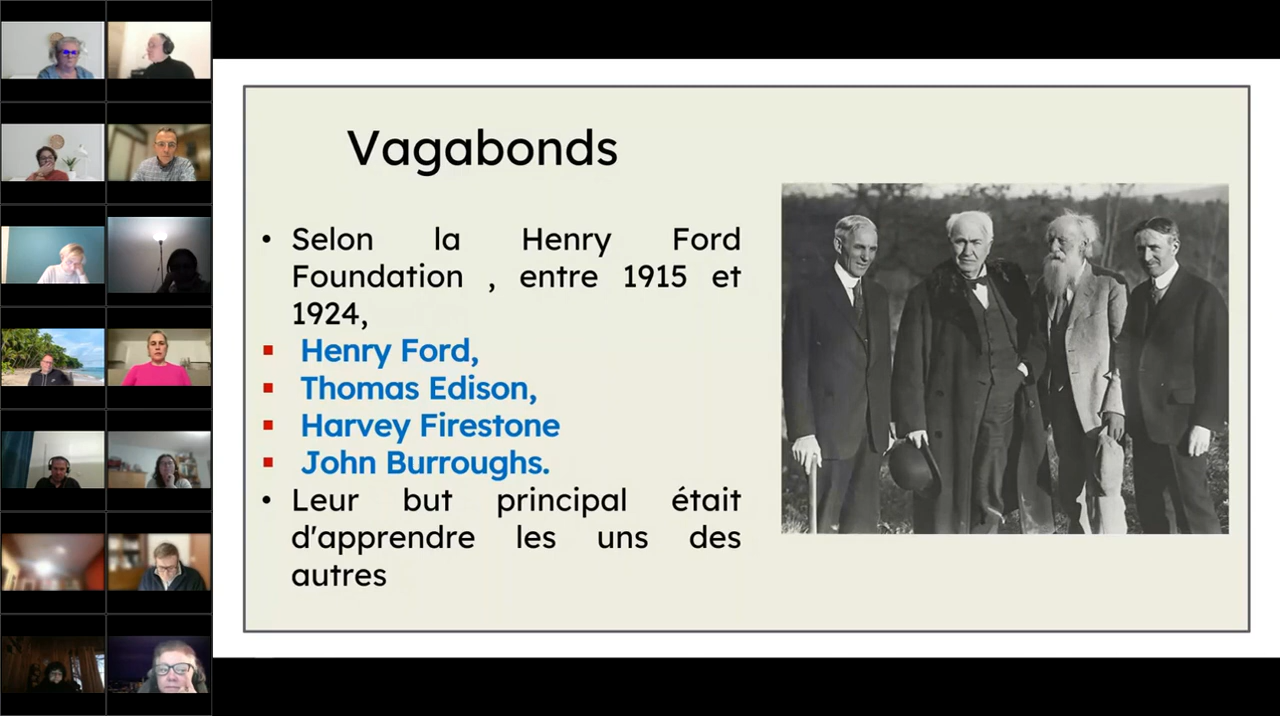 Vagabonds
• Selon la Henry Ford
Foundation , entre 1915 et
1924,
▪ Henry Ford,
▪ Thomas Edison,
▪ Harvey Firestone
▪ John Burroughs.
• Leur but principal était
d'apprendre les uns des
autres